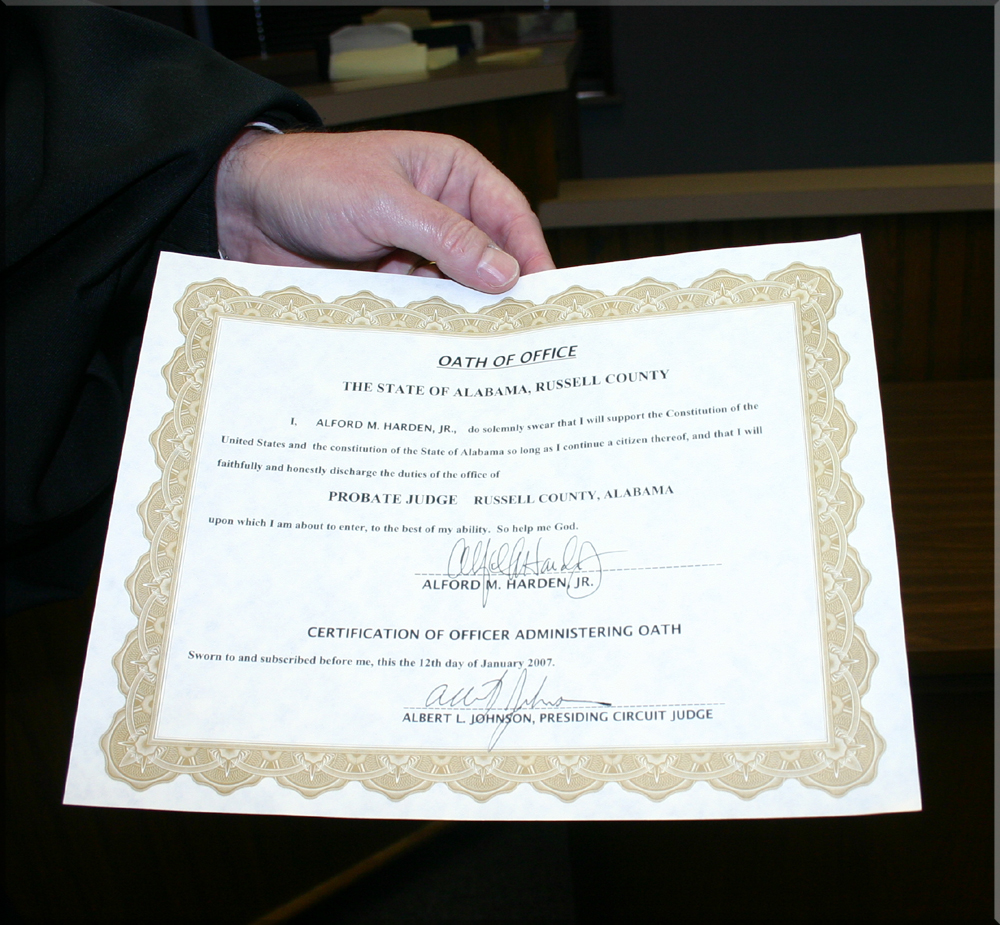 OATH OF OFFICE
THE STATE OF ALABAMA, RUSSELL COUNTY
I, ALFORD M. HARDEN, JR., do solemnly swear that I will support the Constitution of the
United States and the constitution of the State of Alabama so long as I continue a citizen thereof, and that I will
faithfully and honestly discharge the duties of the office of
PROBATE JUDGE RUSSELL COUNTY, ALABAMA
upon which I am about to enter, to the best of my ability. So help me God.
ALFORD M. HARDEN, JR.
CERTIFICATION OF OFFICER ADMINISTERING OATH
Sworn to and subscribed before me, this the 12th day of January 2007.
ALBERT L. JOHNSON, PRESIDING CIRCUIT JUDGE